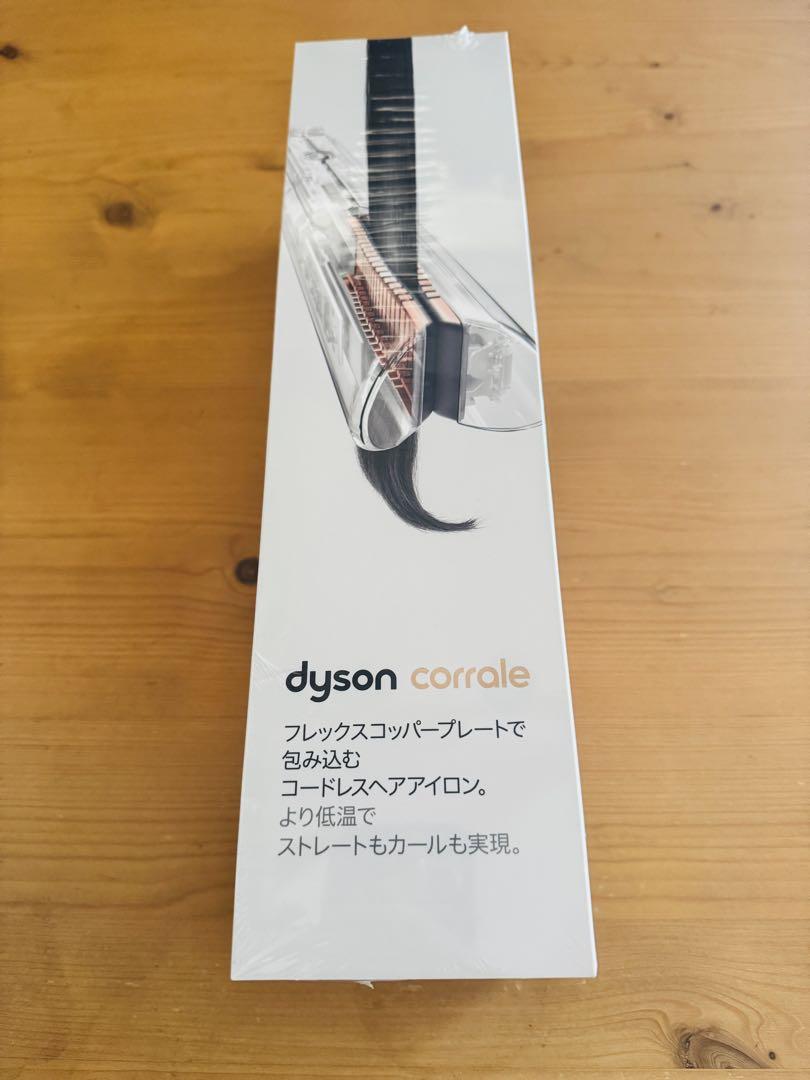 dyson corrale
フレックスコッパープレートで
包み込む
コードレスヘアアイロン。
より低温で
ストレートもカールも実現。